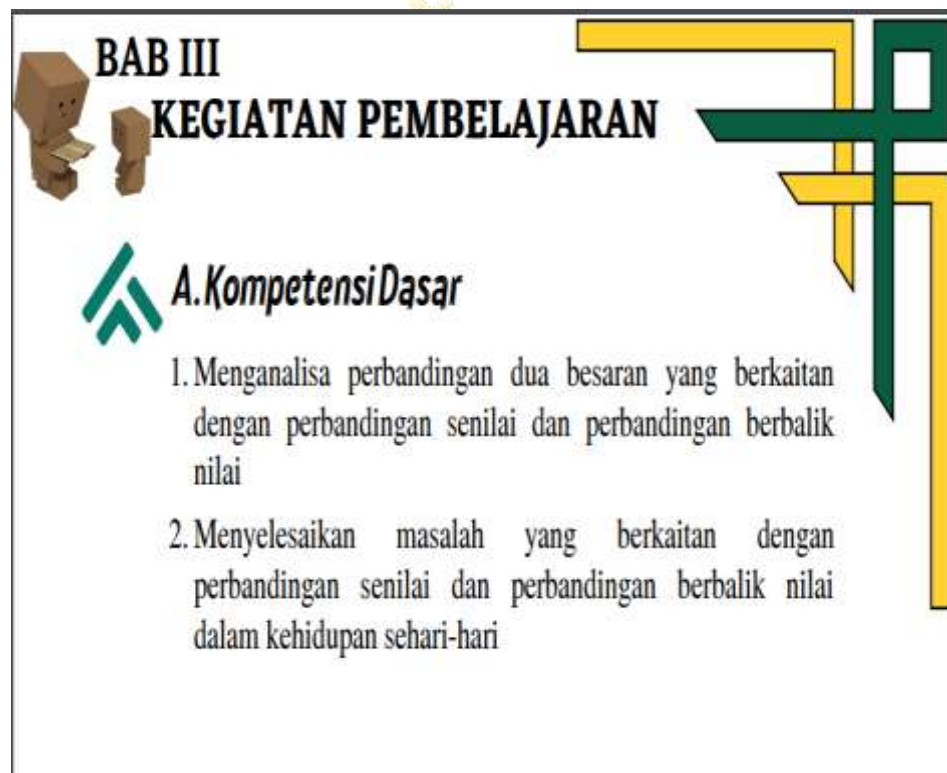 BAB III
KEGIATAN PEMBELAJARAN
A. Kompetensi Dasar
1. Menganalisa perbandingan dua besaran yang berkaitan
dengan perbandingan senilai dan perbandingan berbalik
nilai
2. Menyelesaikan masalah yang berkaitan dengan
perbandingan senilai dan perbandingan berbalik nilai
dalam kehidupan sehari-hari